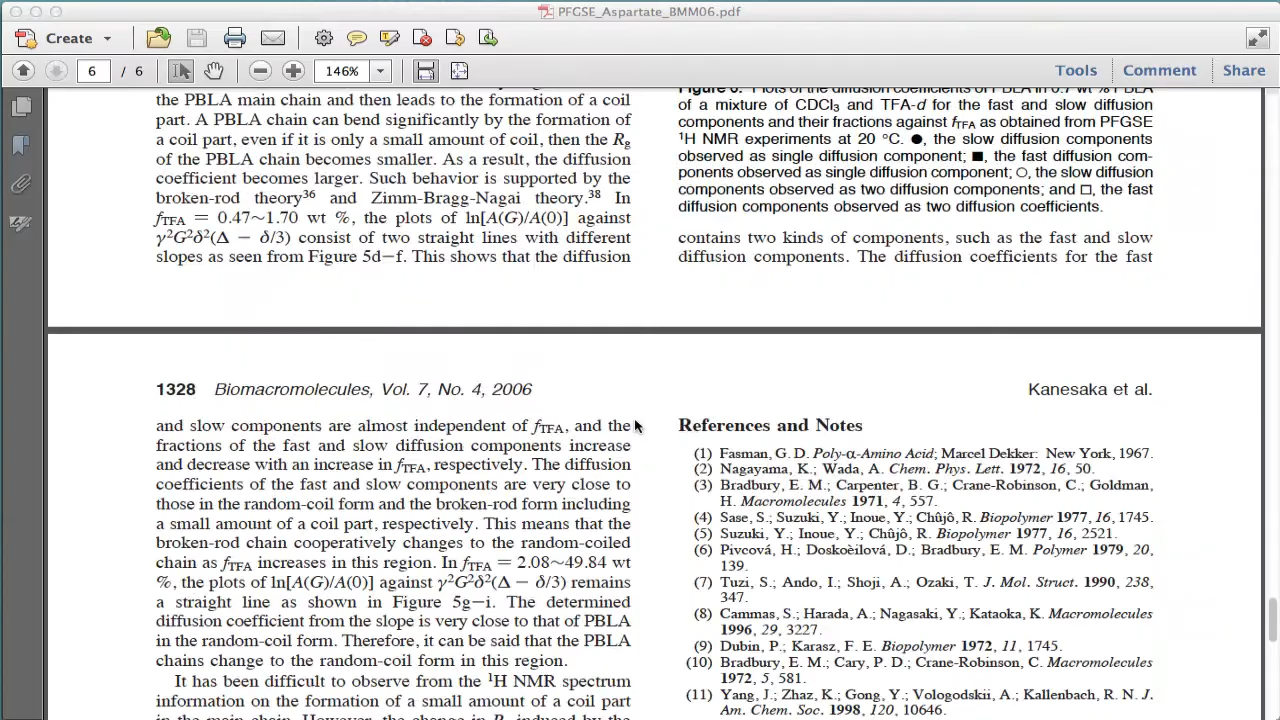 PFGSE_Aspartate_BMM06.pdf
Create
6 / 6
146%
Tools
Comment
Share
the PBLA main chain and then leads to the formation of a coil
part. A PBLA chain can bend significantly by the formation of
a coil part, even if it is only a small amount of coil, then the Rg
of the PBLA chain becomes smaller. As a result, the diffusion
coefficient becomes larger. Such behavior is supported by the
broken-rod theory³⁶ and Zimm-Bragg-Nagai theory.³⁸ In
fTFA = 0.47~1.70 wt %, the plots of ln[A(G)/A(0)] against
γ²G²δ²(Δ − δ/3) consist of two straight lines with different
slopes as seen from Figure 5d−f. This shows that the diffusion
of a mixture of CDCl₃ and TFA-d for the fast and slow diffusion
components and their fractions against fTFA as obtained from PFGSE
¹H NMR experiments at 20 °C. ●, the slow diffusion components
observed as single diffusion component; ■, the fast diffusion com-
ponents observed as single diffusion component; ○, the slow diffusion
components observed as two diffusion components; and □, the fast
diffusion components observed as two diffusion coefficients.
contains two kinds of components, such as the fast and slow
diffusion components. The diffusion coefficients for the fast
1328 Biomacromolecules, Vol. 7, No. 4, 2006
Kanesaka et al.
and slow components are almost independent of fTFA, and the
fractions of the fast and slow diffusion components increase
and decrease with an increase in fTFA, respectively. The diffusion
coefficients of the fast and slow components are very close to
those in the random-coil form and the broken-rod form including
a small amount of a coil part, respectively. This means that the
broken-rod chain cooperatively changes to the random-coiled
chain as fTFA increases in this region. In fTFA = 2.08~49.84 wt
%, the plots of ln[A(G)/A(0)] against γ²G²δ²(Δ − δ/3) remains
a straight line as shown in Figure 5g−i. The determined
diffusion coefficient from the slope is very close to that of PBLA
in the random-coil form. Therefore, it can be said that the PBLA
chains change to the random-coil form in this region.
It has been difficult to observe from the ¹H NMR spectrum
information on the formation of a small amount of a coil part
References and Notes
(1) Fasman, G. D. Poly-α-Amino Acid; Marcel Dekker: New York, 1967.
(2) Nagayama, K.; Wada, A. Chem. Phys. Lett. 1972, 16, 50.
(3) Bradbury, E. M.; Carpenter, B. G.; Crane-Robinson, C.; Goldman,
H. Macromolecules 1971, 4, 557.
(4) Sase, S.; Suzuki, Y.; Inoue, Y.; Chûjô, R. Biopolymer 1977, 16, 1745.
(5) Suzuki, Y.; Inoue, Y.; Chûjô, R. Biopolymer 1977, 16, 2521.
(6) Pivcová, H.; Doskoèilová, D.; Bradbury, E. M. Polymer 1979, 20,
139.
(7) Tuzi, S.; Ando, I.; Shoji, A.; Ozaki, T. J. Mol. Struct. 1990, 238,
347.
(8) Cammas, S.; Harada, A.; Nagasaki, Y.; Kataoka, K. Macromolecules
1996, 29, 3227.
(9) Dubin, P.; Karasz, F. E. Biopolymer 1972, 11, 1745.
(10) Bradbury, E. M.; Cary, P. D.; Crane-Robinson, C. Macromolecules
1972, 5, 581.
(11) Yang, J.; Zhaz, K.; Gong, Y.; Vologodskii, A.; Kallenbach, R. N. J.
Am. Chem. Soc. 1998, 120, 10646.